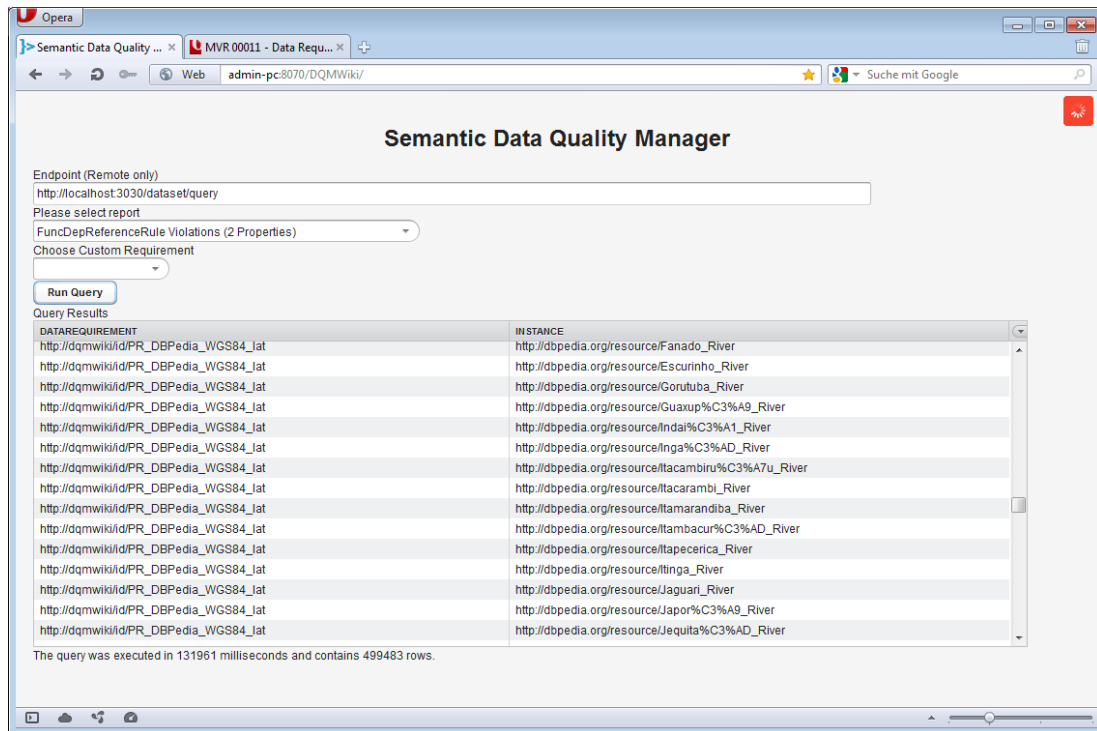 Opera
Semantic Data Quality ...
MVR 00011 - Data Requ...
Web
admin-pc:8070/DQMWiki/
Suche mit Google
Semantic Data Quality Manager
Endpoint (Remote only)
http://localhost:3030/dataset/query
Please select report
FuncDepReferenceRule Violations (2 Properties)
Choose Custom Requirement
Run Query
Query Results
DATAREQUIREMENT INSTANCE
http://dqmwiki/id/PR_DBPedia_WGS84_lat http://dbpedia.org/resource/Fanado_River
http://dqmwiki/id/PR_DBPedia_WGS84_lat http://dbpedia.org/resource/Escurinho_River
http://dqmwiki/id/PR_DBPedia_WGS84_lat http://dbpedia.org/resource/Gorutuba_River
http://dqmwiki/id/PR_DBPedia_WGS84_lat http://dbpedia.org/resource/Guaxup%C3%A9_River
http://dqmwiki/id/PR_DBPedia_WGS84_lat http://dbpedia.org/resource/Indai%C3%A1_River
http://dqmwiki/id/PR_DBPedia_WGS84_lat http://dbpedia.org/resource/Inga%C3%AD_River
http://dqmwiki/id/PR_DBPedia_WGS84_lat http://dbpedia.org/resource/Itacambiru%C3%A7u_River
http://dqmwiki/id/PR_DBPedia_WGS84_lat http://dbpedia.org/resource/Itacarambi_River
http://dqmwiki/id/PR_DBPedia_WGS84_lat http://dbpedia.org/resource/Itamarandiba_River
http://dqmwiki/id/PR_DBPedia_WGS84_lat http://dbpedia.org/resource/Itambacur%C3%AD_River
http://dqmwiki/id/PR_DBPedia_WGS84_lat http://dbpedia.org/resource/Itapecerica_River
http://dqmwiki/id/PR_DBPedia_WGS84_lat http://dbpedia.org/resource/Itinga_River
http://dqmwiki/id/PR_DBPedia_WGS84_lat http://dbpedia.org/resource/Jaguari_River
http://dqmwiki/id/PR_DBPedia_WGS84_lat http://dbpedia.org/resource/Japor%C3%A9_River
http://dqmwiki/id/PR_DBPedia_WGS84_lat http://dbpedia.org/resource/Jequita%C3%AD_River
The query was executed in 131961 milliseconds and contains 499483 rows.